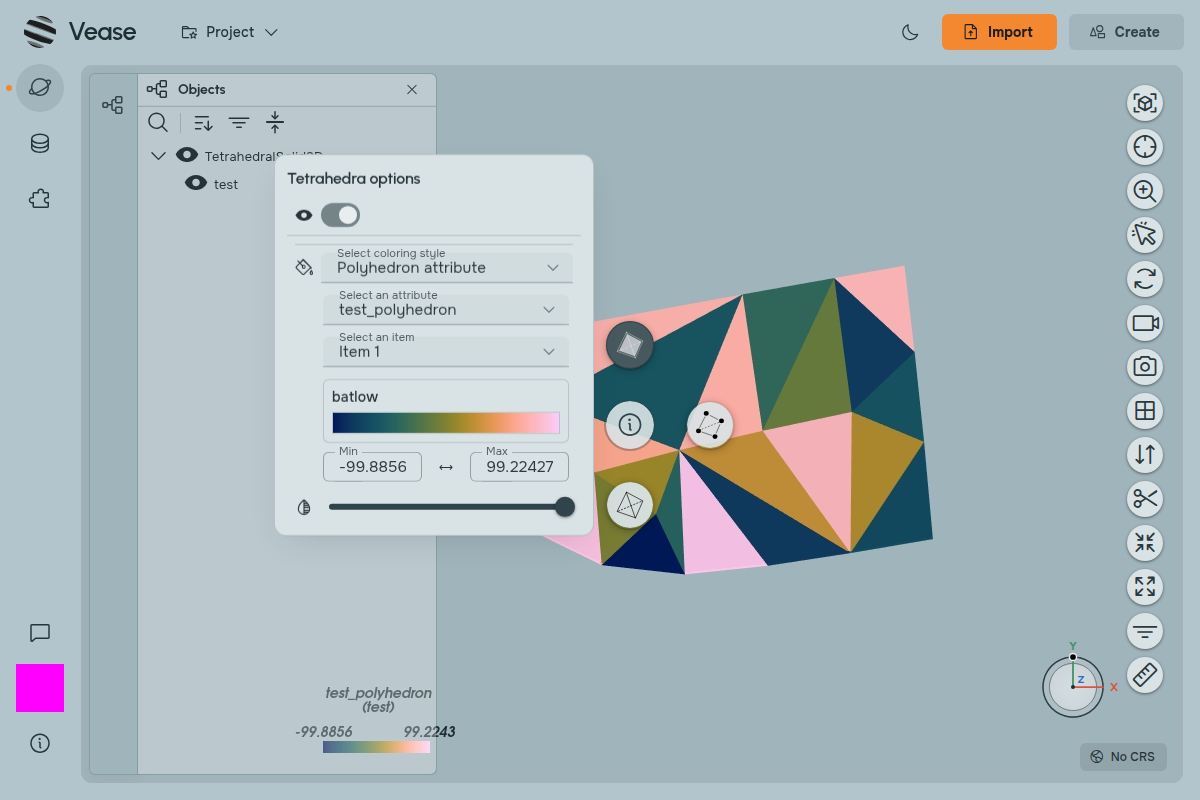 Vease
Project
Import
Create
Objects
test
Tetrahedra options
Select coloring style
Polyhedron attribute
Select an attribute
test_polyhedron
Select an item
Item 1
batlow
Min
-99.8856
Max
99.22427
test_polyhedron
(test)
-99.8856
99.2243
Y
Z
X
No CRS